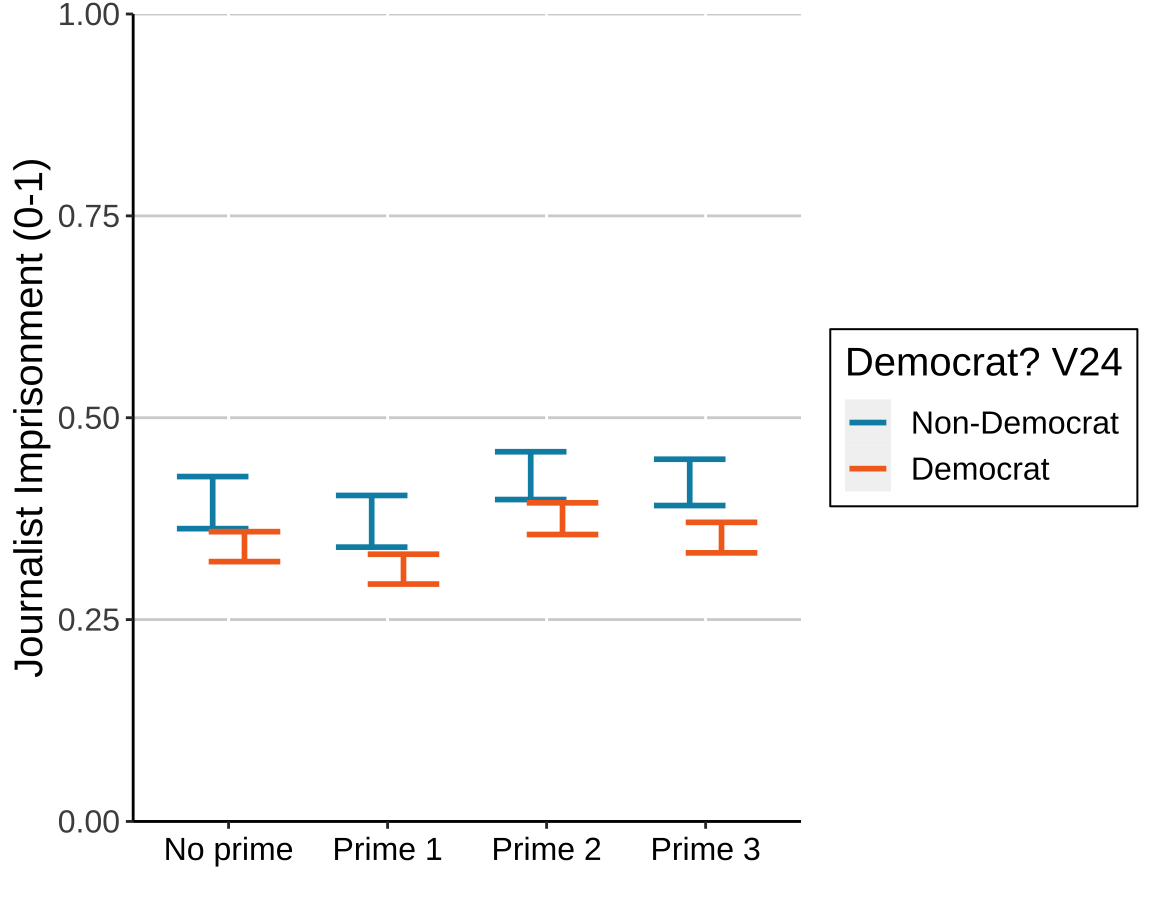 Journalist Imprisonment (0-1)
1.00
0.75
0.50
0.25
0.00
No prime
Prime 1
Prime 2
Prime 3
Democrat? V24
Non-Democrat
Democrat